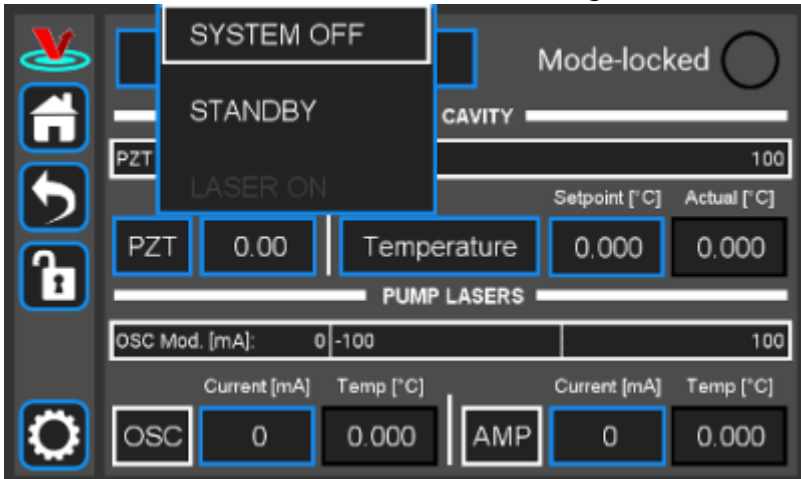 SYSTEM OFF
Mode-locked
STANDBY
CAVITY
PZT
100
LASER ON
Setpoint [°C] Actual [°C]
PZT 0.00 Temperature 0.000 0.000
PUMP LASERS
OSC Mod. [mA]: 0 -100 100
Current [mA] Temp [°C] Current [mA] Temp [°C]
OSC 0 0.000 AMP 0 0.000